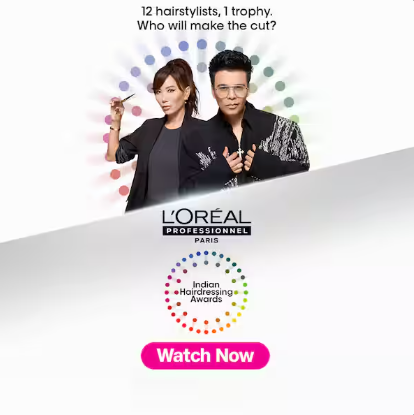 12 hairstylists, 1 trophy.
Who will make the cut?
L'ORÉAL
PROFESSIONNEL
PARIS
Indian
Hairdressing
Awards
Watch Now